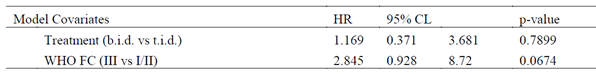 Model Covariates HR 95% CL p-value
Treatment (b.i.d. vs t.i.d.) 1.169 0.371 3.681 0.7899
WHO FC (III vs I/II) 2.845 0.928 8.72 0.0674